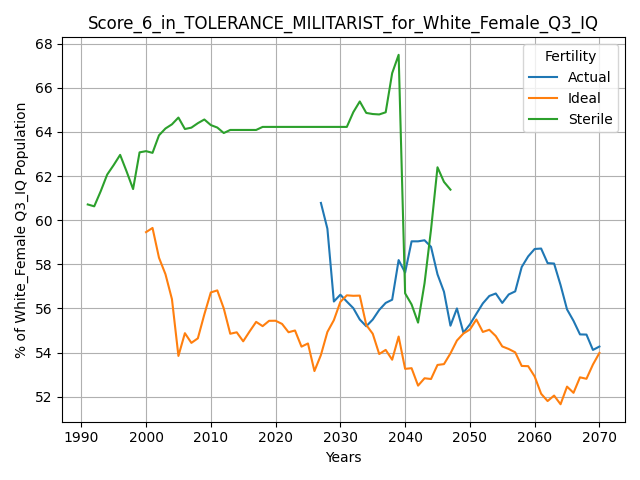 Score_6_in_TOLERANCE_MILITARIST_for_White_Female_Q3_IQ
68
66
64
62
60
58
56
54
52
% of White_Female Q3_IQ Population
Fertility
Actual
Ideal
Sterile
1990 2000 2010 2020 2030 2040 2050 2060 2070
Years